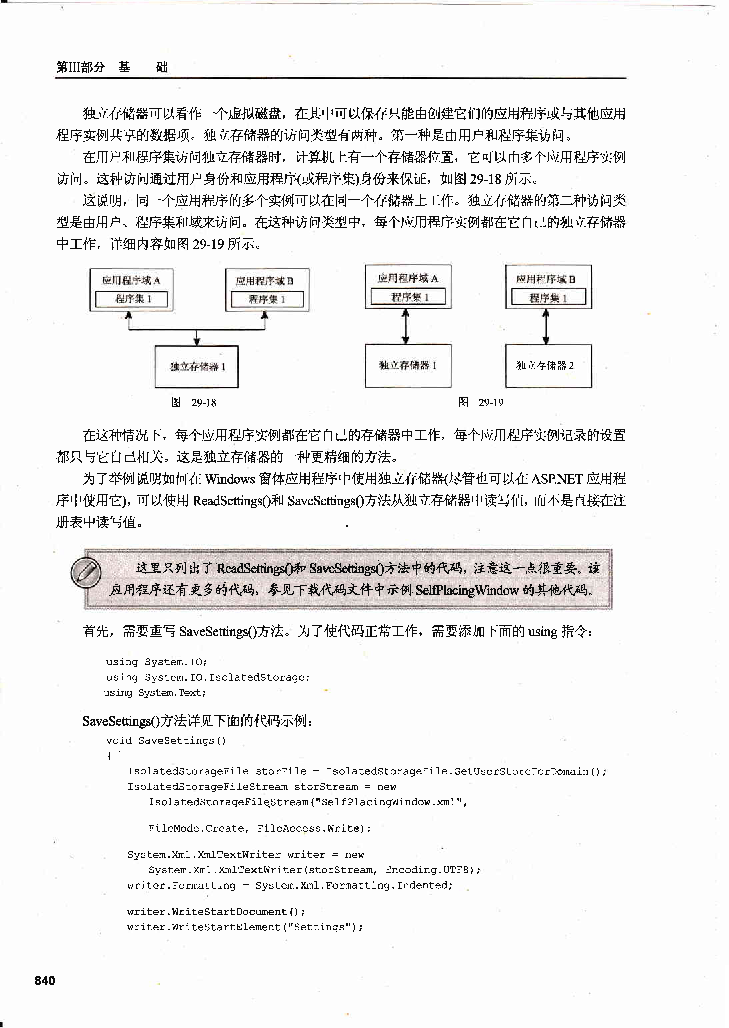 第III部分 基 础
独立存储器可以看作一个虚拟磁盘，在其中可以保存只能由创建它们的应用程序或与其他应用
程序实例共享的数据项。独立存储器的访问类型有两种。第一种是由用户和程序集访问。
在用户和程序集访问独立存储器时，计算机上有一个存储器位置，它可以由多个应用程序实例
访问。这种访问通过用户身份和应用程序(或程序集)身份来保证，如图 29-18 所示。
这说明，同一个应用程序的多个实例可以在同一个存储器上工作。独立存储器的第二种访问类
型是由用户、程序集和域来访问。在这种访问类型中，每个应用程序实例都在它自己的独立存储器
中工作，详细内容如图 29-19 所示。
应用程序域 A
应用程序域 B
程序集 1
程序集 1
独立存储器 1
图 29-18
应用程序域 A
应用程序域 B
程序集 1
程序集 1
独立存储器 1
独立存储器 2
图 29-19
在这种情况下，每个应用程序实例都在它自己的存储器中工作，每个应用程序实例记录的设置
都只与它自己相关。这是独立存储器的一种更精细的方法。
为了举例说明如何在 Windows 窗体应用程序中使用独立存储器(尽管也可以在 ASP.NET 应用程
序中使用它)，可以使用 ReadSettings()和 SaveSettings()方法从独立存储器中读写值，而不是直接在注
册表中读写值。
这里只列出了 ReadSettings()和 SaveSettings()方法中的代码，注意这一点很重要。该
应用程序还有更多的代码，参见下载代码文件中示例 SelfPlacingWindow 的其他代码。
首先，需要重写 SaveSettings()方法。为了使代码正常工作，需要添加下面的 using 指令：
using System.IO;
using System.IO.IsolatedStorage;
using System.Text;
SaveSettings()方法详见下面的代码示例：
void SaveSettings()
{
IsolatedStorageFile storFile = IsolatedStorageFile.GetUserStoreForDomain();
IsolatedStorageFileStream storStream = new
IsolatedStorageFileStream("SelfPlacingWindow.xml",
FileMode.Create, FileAccess.Write);
System.Xml.XmlTextWriter writer = new
System.Xml.XmlTextWriter(storStream, Encoding.UTF8);
writer.Formatting = System.Xml.Formatting.Indented;
writer.WriteStartDocument();
writer.WriteStartElement("Settings");
840